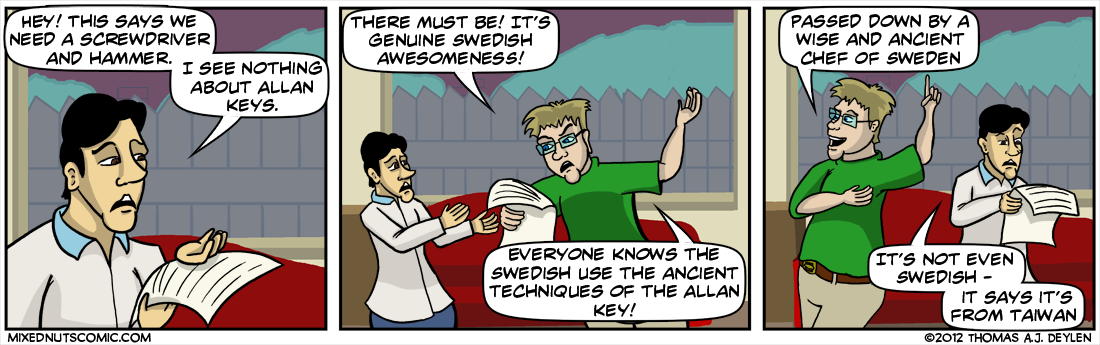 HEY! THIS SAYS WE
NEED A SCREWDRIVER
AND HAMMER.
I SEE NOTHING
ABOUT ALLAN
KEYS.
THERE MUST BE! IT'S
GENUINE SWEDISH
AWESOMENESS!
EVERYONE KNOWS THE
SWEDISH USE THE ANCIENT
TECHNIQUES OF THE ALLAN
KEY!
PASSED DOWN BY A
WISE AND ANCIENT
CHEF OF SWEDEN
IT'S NOT EVEN
SWEDISH -
IT SAYS IT'S
FROM TAIWAN
MIXEDNUTSCOMIC.COM
©2012 THOMAS A.J. DEYLEN